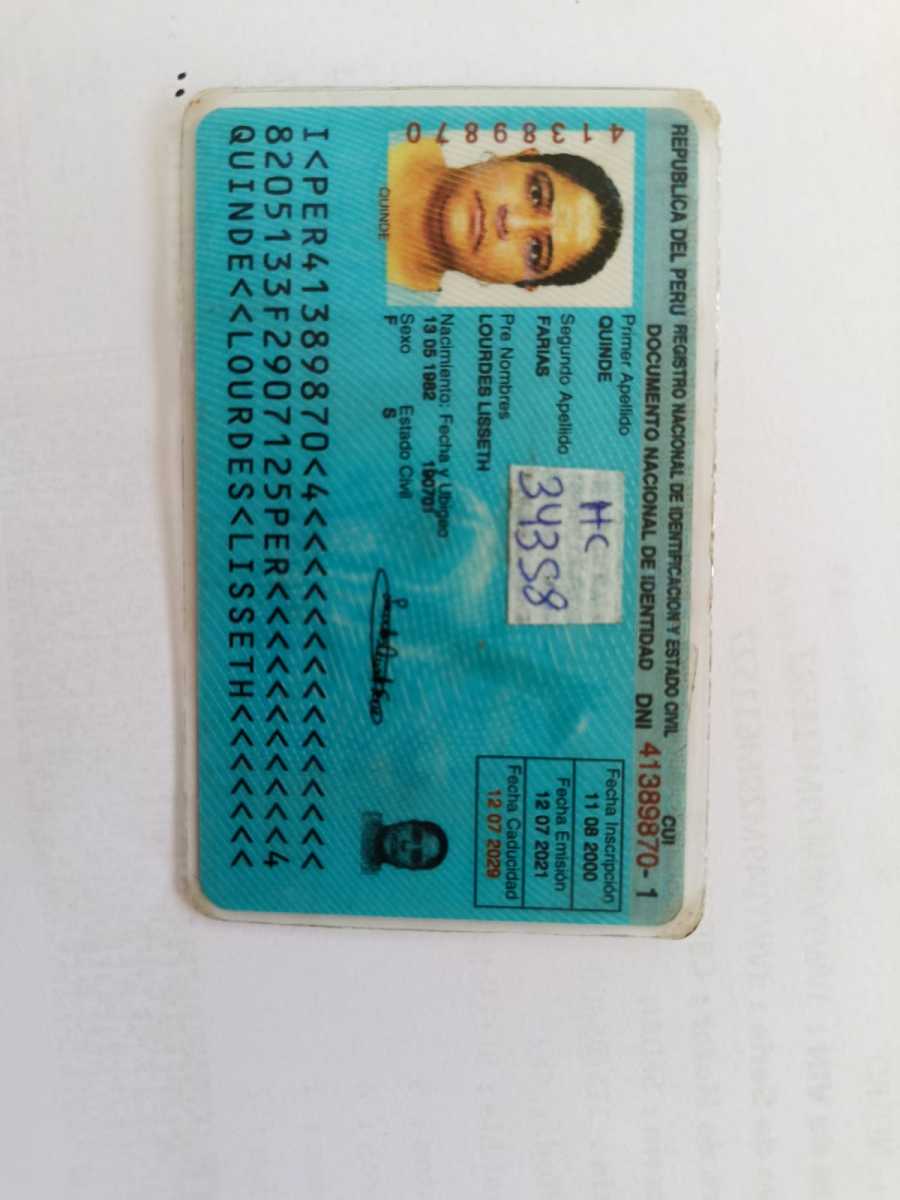 REPUBLICA DEL PERU REGISTRO NACIONAL DE IDENTIFICACION Y ESTADO CIVIL
DOCUMENTO NACIONAL DE IDENTIDAD DNI 41389870-1
CUI
41389870
QUINDE
Primer Apellido
QUINDE
Segundo Apellido
FARIAS
Pre Nombres
LOURDES LISSETH
Nacimiento: Fecha y Ubigeo
13 05 1982 190701
Sexo Estado Civil
F S
HC
34358
Fecha Inscripción
11 08 2000
Fecha Emisión
12 07 2021
Fecha Caducidad
12 07 2029
I<PER41389870<4<<<<<<<<<<<<<<<
8205133F2907125PER<<<<<<<<<<<4
QUINDE<<LOURDES<LISSETH<<<<<<<